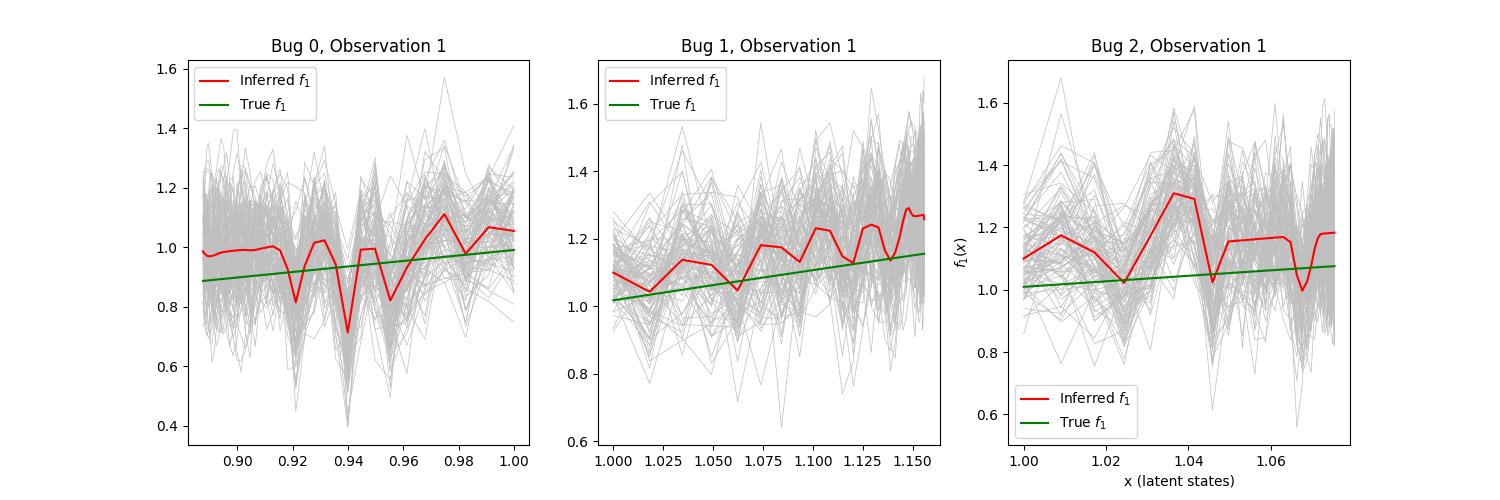 Bug 0, Observation 1
Inferred f₁
True f₁
1.6
1.4
1.2
1.0
0.8
0.6
0.4
0.90 0.92 0.94 0.96 0.98 1.00
Bug 1, Observation 1
Inferred f₁
True f₁
1.6
1.4
1.2
1.0
0.8
0.6
1.000 1.025 1.050 1.075 1.100 1.125 1.150
Bug 2, Observation 1
f₁(x)
1.6
1.4
1.2
1.0
0.8
0.6
Inferred f₁
True f₁
1.00 1.02 1.04 1.06
x (latent states)